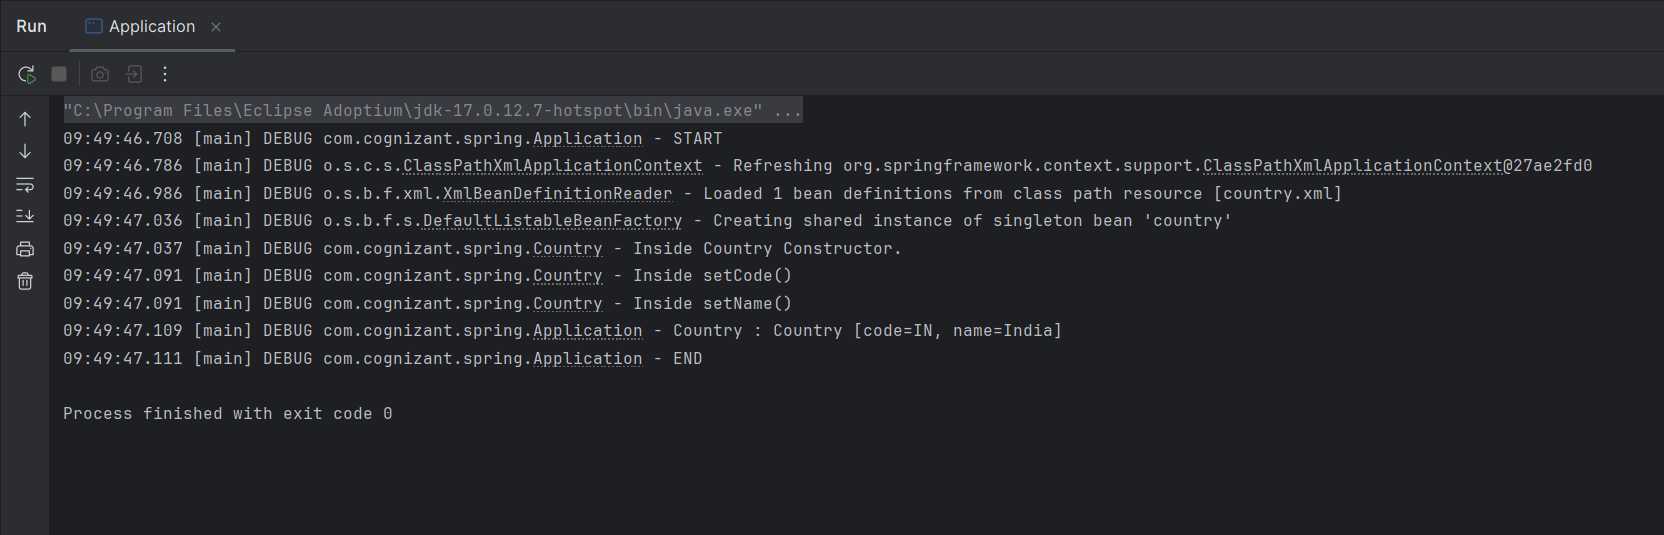 Run Application
"C:\Program Files\Eclipse Adoptium\jdk-17.0.12.7-hotspot\bin\java.exe" ...
09:49:46.708 [main] DEBUG com.cognizant.spring.Application - START
09:49:46.786 [main] DEBUG o.s.c.s.ClassPathXmlApplicationContext - Refreshing org.springframework.context.support.ClassPathXmlApplicationContext@27ae2fd0
09:49:46.986 [main] DEBUG o.s.b.f.xml.XmlBeanDefinitionReader - Loaded 1 bean definitions from class path resource [country.xml]
09:49:47.036 [main] DEBUG o.s.b.f.s.DefaultListableBeanFactory - Creating shared instance of singleton bean 'country'
09:49:47.037 [main] DEBUG com.cognizant.spring.Country - Inside Country Constructor.
09:49:47.091 [main] DEBUG com.cognizant.spring.Country - Inside setCode()
09:49:47.091 [main] DEBUG com.cognizant.spring.Country - Inside setName()
09:49:47.109 [main] DEBUG com.cognizant.spring.Application - Country : Country [code=IN, name=India]
09:49:47.111 [main] DEBUG com.cognizant.spring.Application - END
Process finished with exit code 0